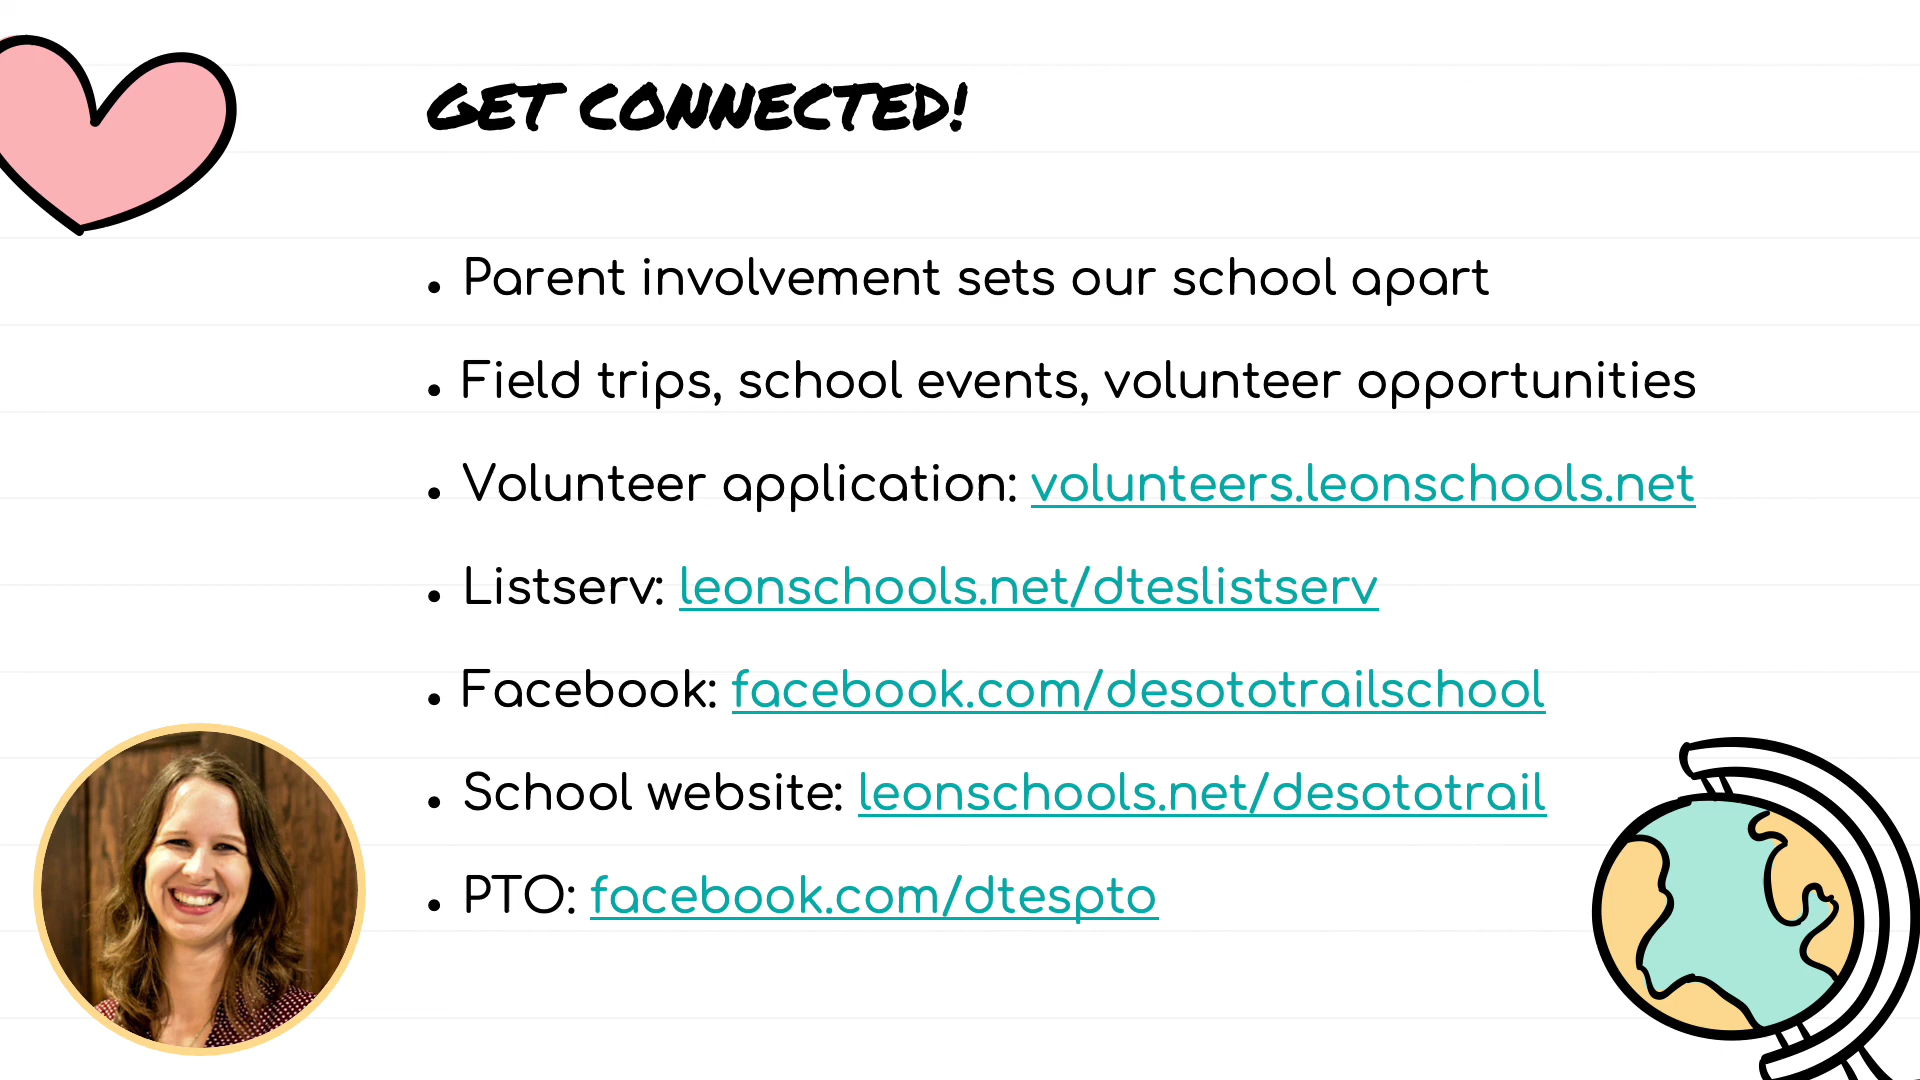 GET CONNECTED!
• Parent involvement sets our school apart
• Field trips, school events, volunteer opportunities
• Volunteer application: volunteers.leonschools.net
• Listserv: leonschools.net/dteslistserv
• Facebook: facebook.com/desototrailschool
• School website: leonschools.net/desototrail
• PTO: facebook.com/dtespto